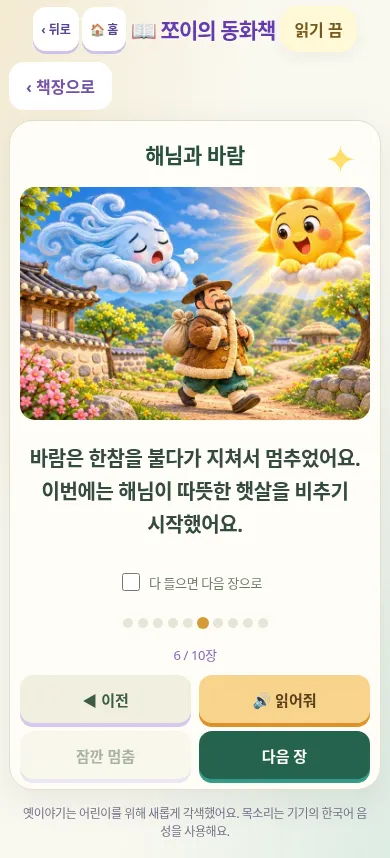 ‹ 뒤로
🏠 홈
📖 쪼이의 동화책
읽기 끔
‹ 책장으로
해님과 바람
바람은 한참을 불다가 지쳐서 멈추었어요.
이번에는 해님이 따뜻한 햇살을 비추기
시작했어요.
다 들으면 다음 장으로
6 / 10장
◀ 이전
🔊 읽어줘
잠깐 멈춤
다음 장
옛이야기는 어린이를 위해 새롭게 각색했어요. 목소리는 기기의 한국어 음
성을 사용해요.